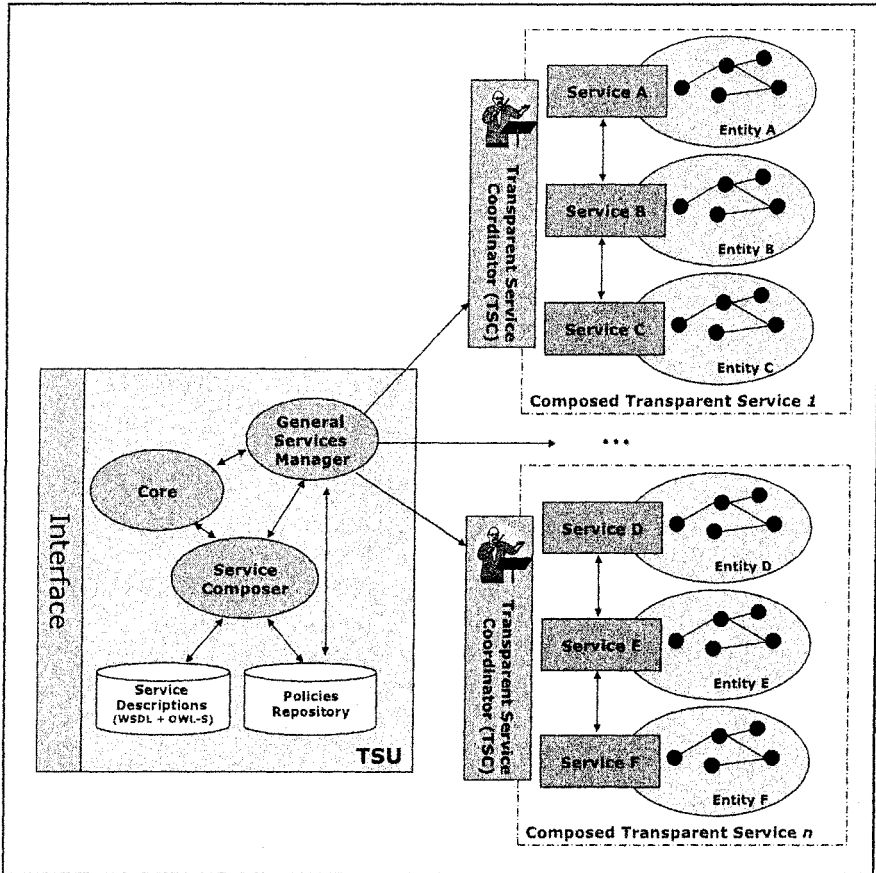 Service A
Entity A
Service B
Entity B
Service C
Entity C
Transparent Service
Coordinator (TSC)
Composed Transparent Service 1
...
Interface
General
Services
Manager
Core
Service
Composer
Service
Descriptions
(WSDL + OWL-S)
Policies
Repository
TSU
Service D
Entity D
Service E
Entity E
Service F
Entity F
Transparent Service
Coordinator (TSC)
Composed Transparent Service n